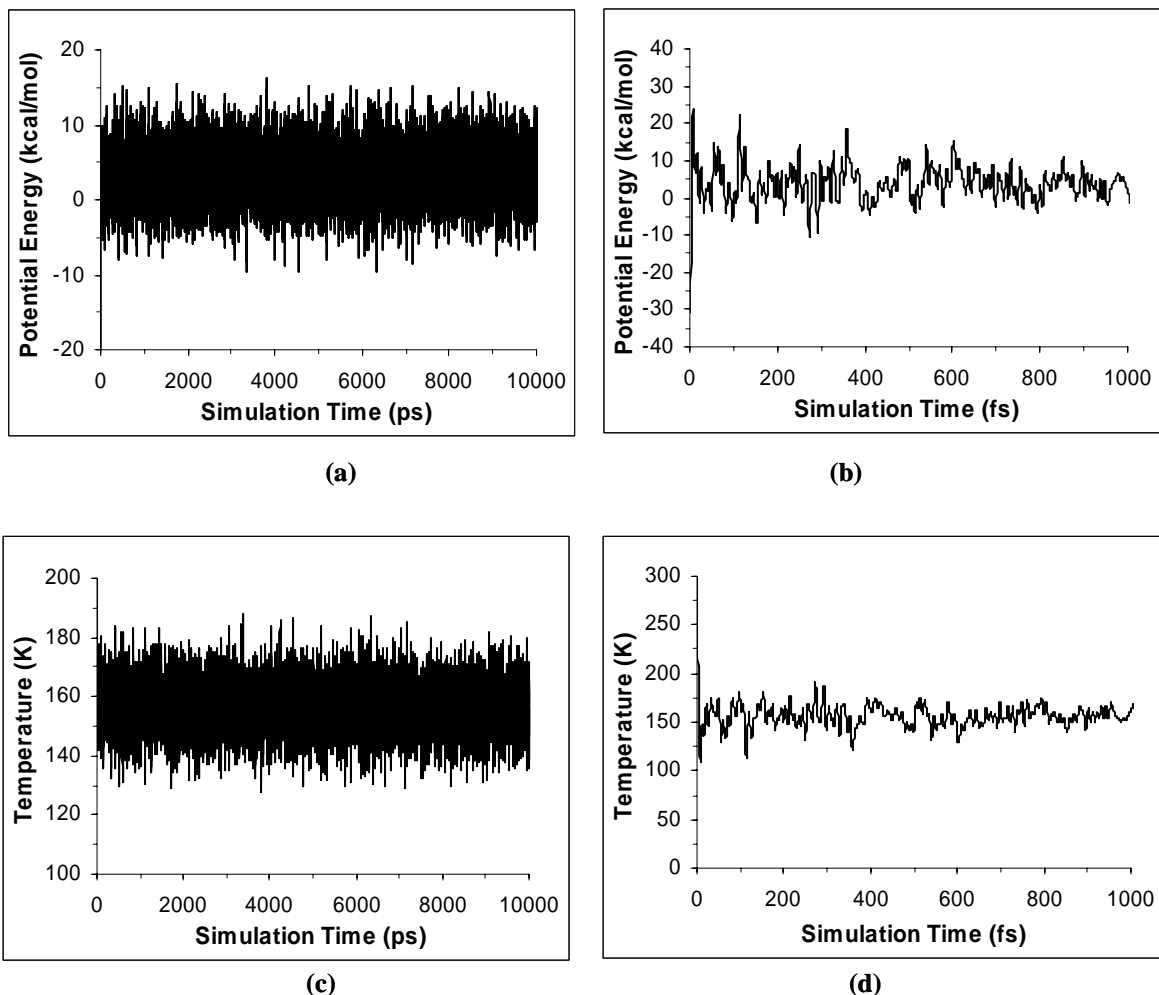 20
10
0
-10
-20
Potential Energy (kcal/mol)
0 2000 4000 6000 8000 10000
Simulation Time (ps)
(a)
40
30
20
10
0
-10
-20
-30
-40
Potential Energy (kcal/mol)
0 200 400 600 800 1000
Simulation Time (fs)
(b)
200
180
160
140
120
100
Temperature (K)
0 2000 4000 6000 8000 10000
Simulation Time (ps)
(c)
300
250
200
150
100
50
0
Temperature (K)
0 200 400 600 800 1000
Simulation Time (fs)
(d)